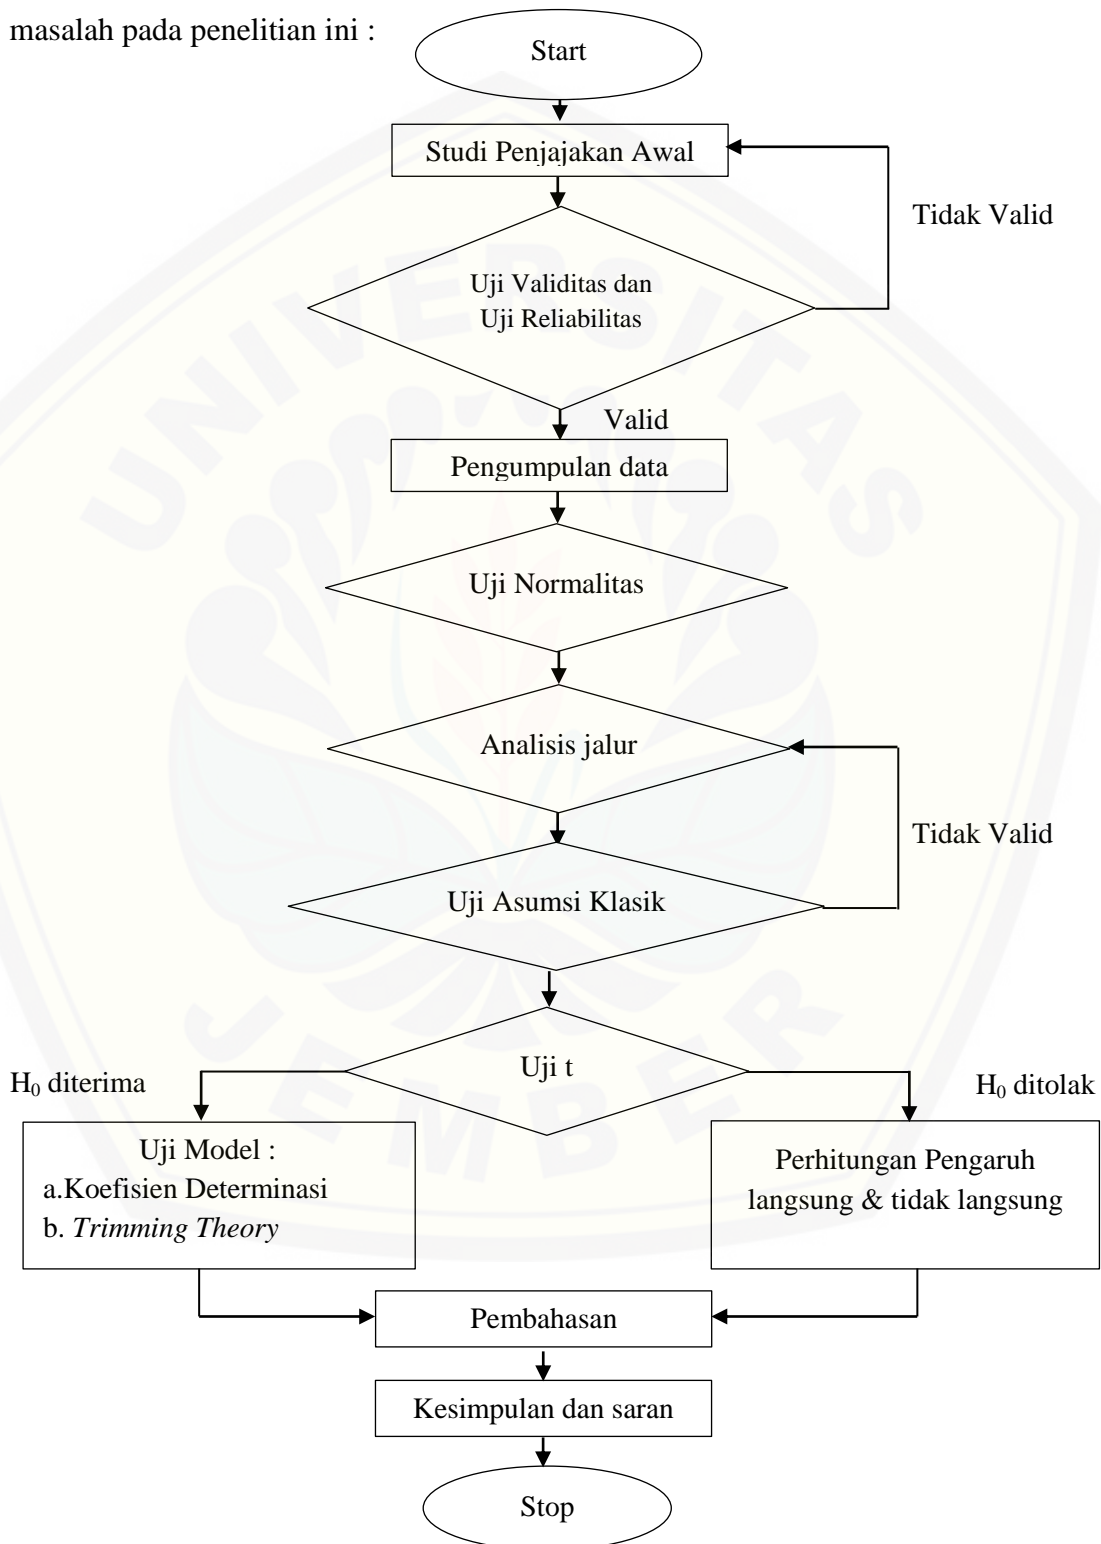 masalah pada penelitian ini :
Start
Studi Penjajakan Awal
Tidak Valid
Uji Validitas dan
Uji Reliabilitas
Valid
Pengumpulan data
Uji Normalitas
Analisis jalur
Tidak Valid
Uji Asumsi Klasik
Uji t
H₀ diterima
H₀ ditolak
Uji Model :
a.Koefisien Determinasi
b. Trimming Theory
Perhitungan Pengaruh
langsung & tidak langsung
Pembahasan
Kesimpulan dan saran
Stop
UNIVERSITAS
JEMBER